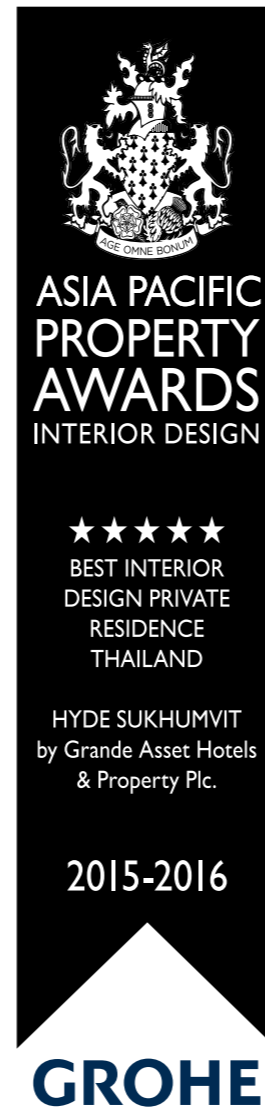 AGE OMNE BONUM
ASIA PACIFIC
PROPERTY
AWARDS
INTERIOR DESIGN
★★★★★
BEST INTERIOR
DESIGN PRIVATE
RESIDENCE
THAILAND
HYDE SUKHUMVIT
by Grande Asset Hotels
& Property Plc.
2015-2016
GROHE